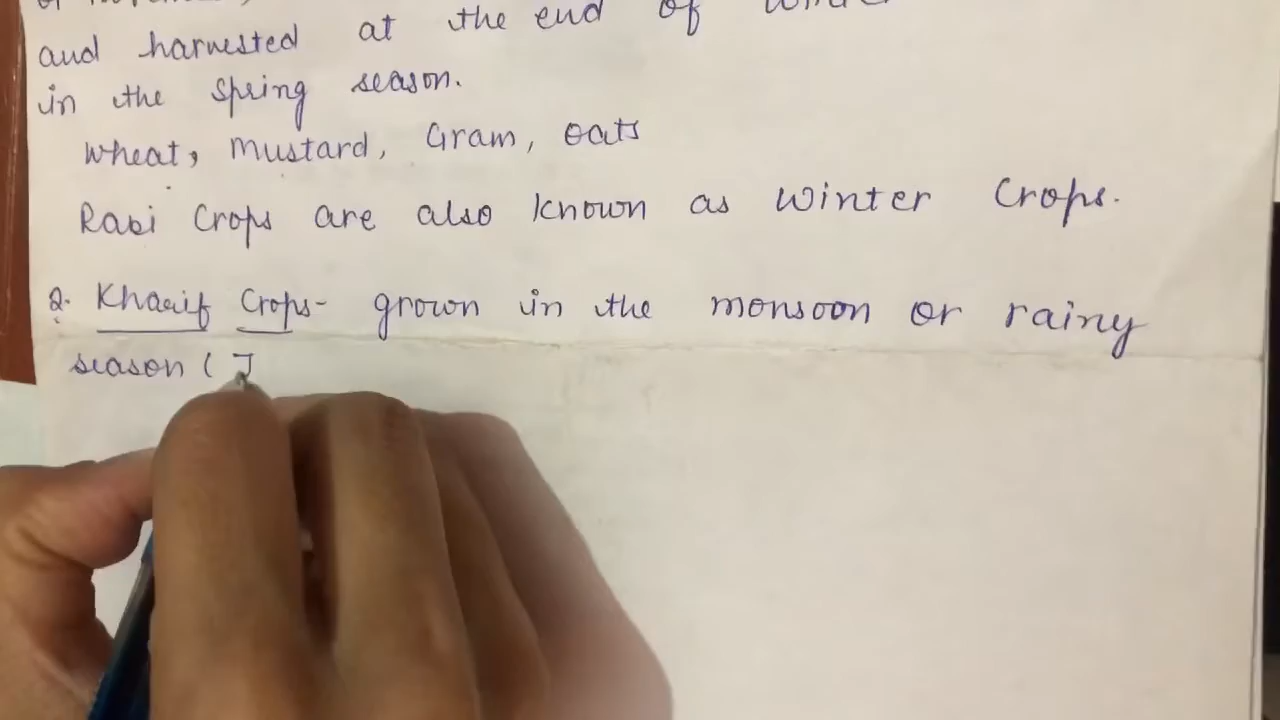 and harvested at the end of
in the spring season.
Wheat, Mustard, Gram, Oats
Rabi Crops are also known as Winter Crops.
2. Kharif Crops- grown in the monsoon or rainy
season ( J